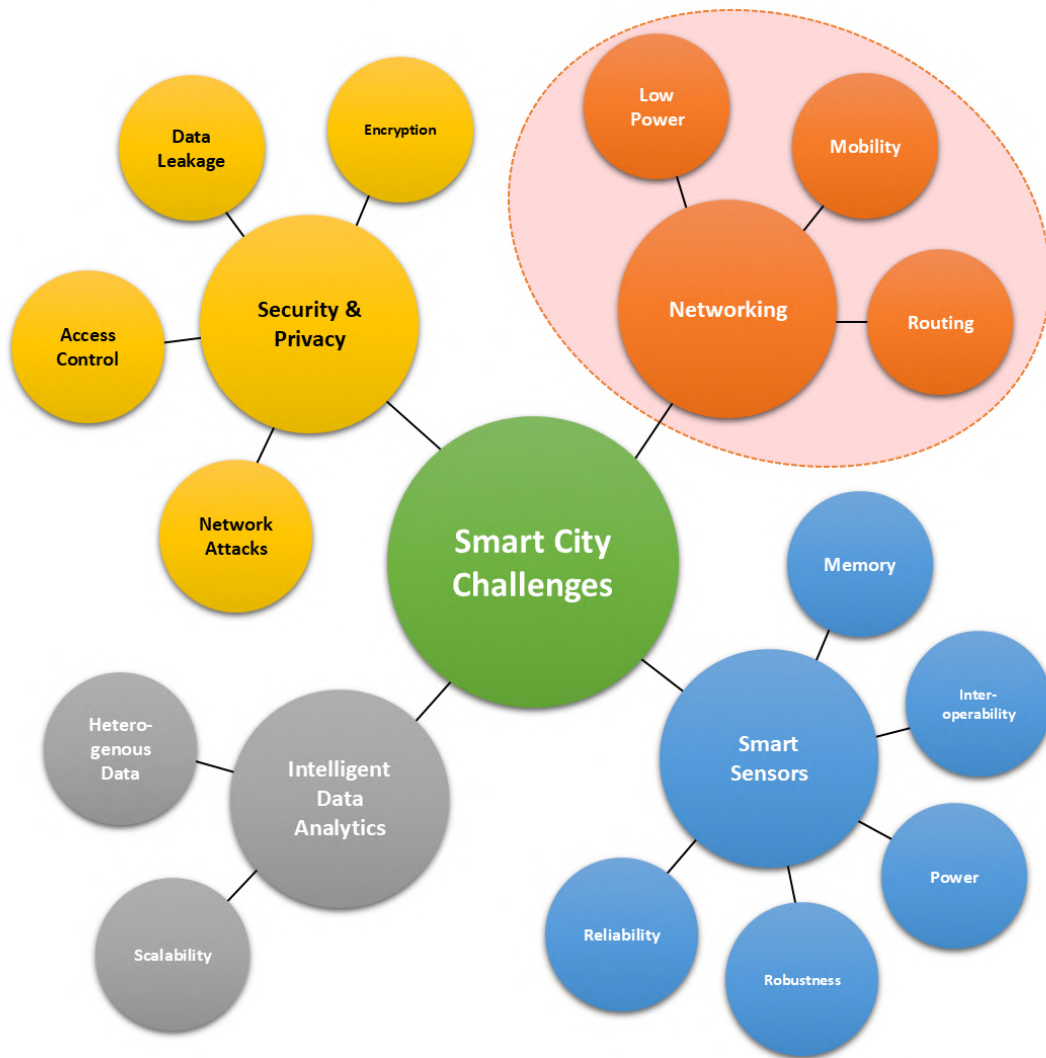 Low
Power
Encryption
Data
Leakage
Mobility
Security &
Privacy
Networking
Routing
Access
Control
Network
Attacks
Smart City
Challenges
Memory
Inter-
operability
Hetero-
genous
Data
Intelligent
Data
Analytics
Smart
Sensors
Power
Reliability
Scalability
Robustness